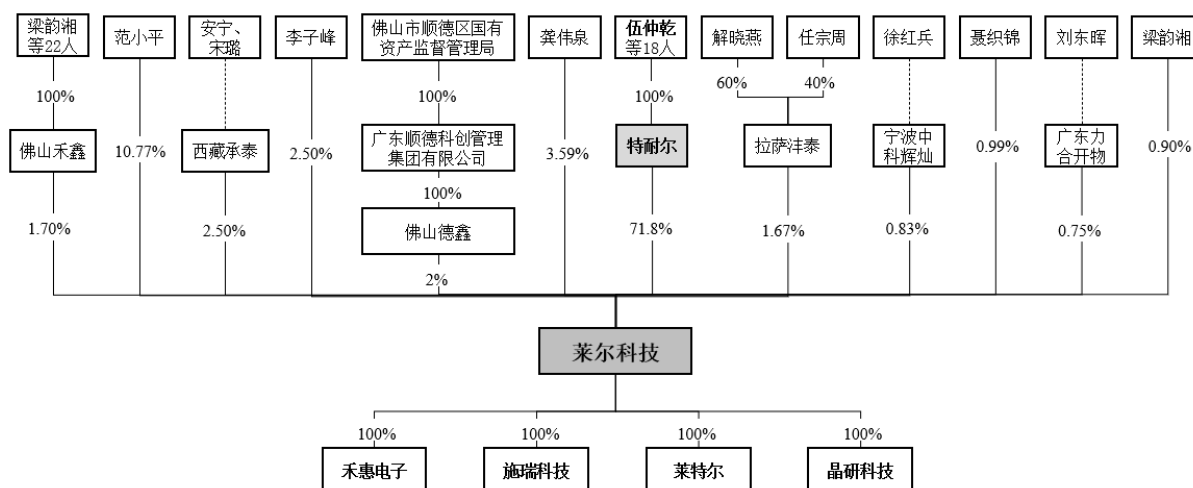 梁韵湘
等22人
范小平
安宁、
宋璐
李子峰
佛山市顺德区国有
资产监督管理局
龚伟泉
伍仲乾
等18人
解晓燕
任宗周
徐红兵
聂织锦
刘东晖
梁韵湘
60%
40%
100%
100%
100%
佛山禾鑫
10.77%
西藏承泰
2.50%
广东顺德科创管理
集团有限公司
3.59%
特耐尔
拉萨沣泰
宁波中
科辉灿
0.99%
广东力
合开物
0.90%
100%
1.70%
2.50%
佛山德鑫
71.8%
1.67%
0.83%
0.75%
2%
莱尔科技
100%
100%
100%
100%
禾惠电子
施瑞科技
莱特尔
晶研科技